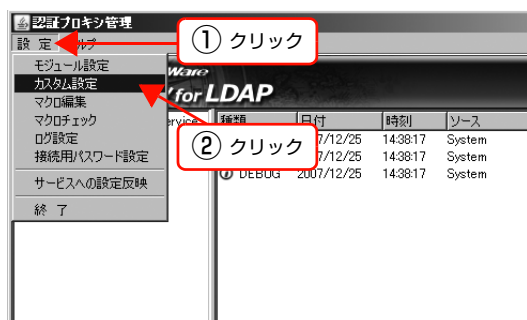 認証プロキシ管理
設 定 ヘルプ
① クリック
モジュール設定
カスタム設定
マクロ編集
マクロチェック
ログ設定
接続用パスワード設定
サービスへの設定反映
終 了
Ware
for LDAP
ervice
種類 日付 時刻 ソース
② クリック
7/12/25 14:38:17 System
7/12/25 14:38:17 System
DEBUG 2007/12/25 14:38:17 System